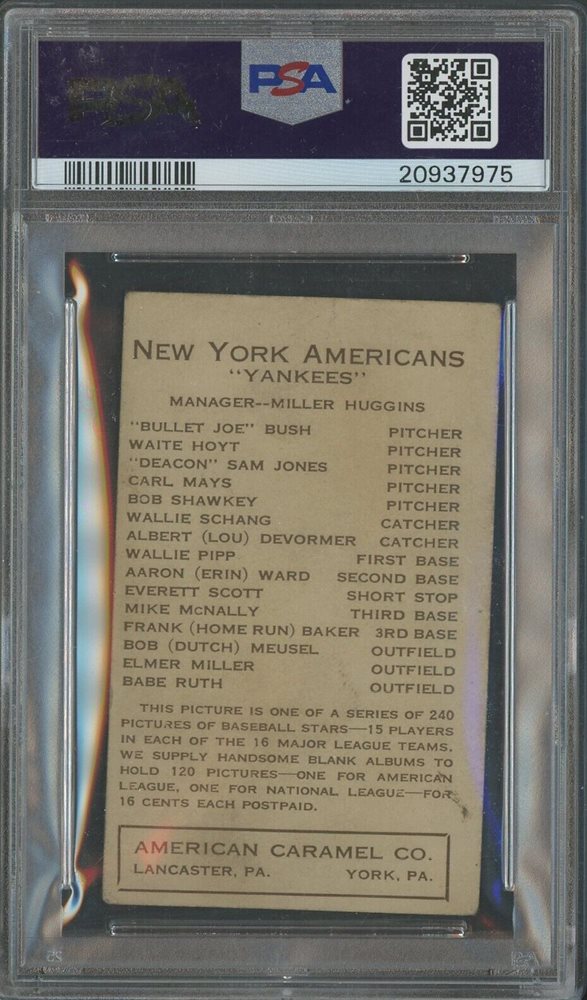 PSA
PSA
20937975
NEW YORK AMERICANS
"YANKEES"
MANAGER--MILLER HUGGINS
"BULLET JOE" BUSH PITCHER
WAITE HOYT PITCHER
"DEACON" SAM JONES PITCHER
CARL MAYS PITCHER
BOB SHAWKEY PITCHER
WALLIE SCHANG CATCHER
ALBERT (LOU) DEVORMER CATCHER
WALLIE PIPP FIRST BASE
AARON (ERIN) WARD SECOND BASE
EVERETT SCOTT SHORT STOP
MIKE McNALLY THIRD BASE
FRANK (HOME RUN) BAKER 3RD BASE
BOB (DUTCH) MEUSEL OUTFIELD
ELMER MILLER OUTFIELD
BABE RUTH OUTFIELD
THIS PICTURE IS ONE OF A SERIES OF 240
PICTURES OF BASEBALL STARS—15 PLAYERS
IN EACH OF THE 16 MAJOR LEAGUE TEAMS.
WE SUPPLY HANDSOME BLANK ALBUMS TO
HOLD 120 PICTURES—ONE FOR AMERICAN
LEAGUE, ONE FOR NATIONAL LEAGUE—FOR
16 CENTS EACH POSTPAID.
AMERICAN CARAMEL CO.
LANCASTER, PA. YORK, PA.